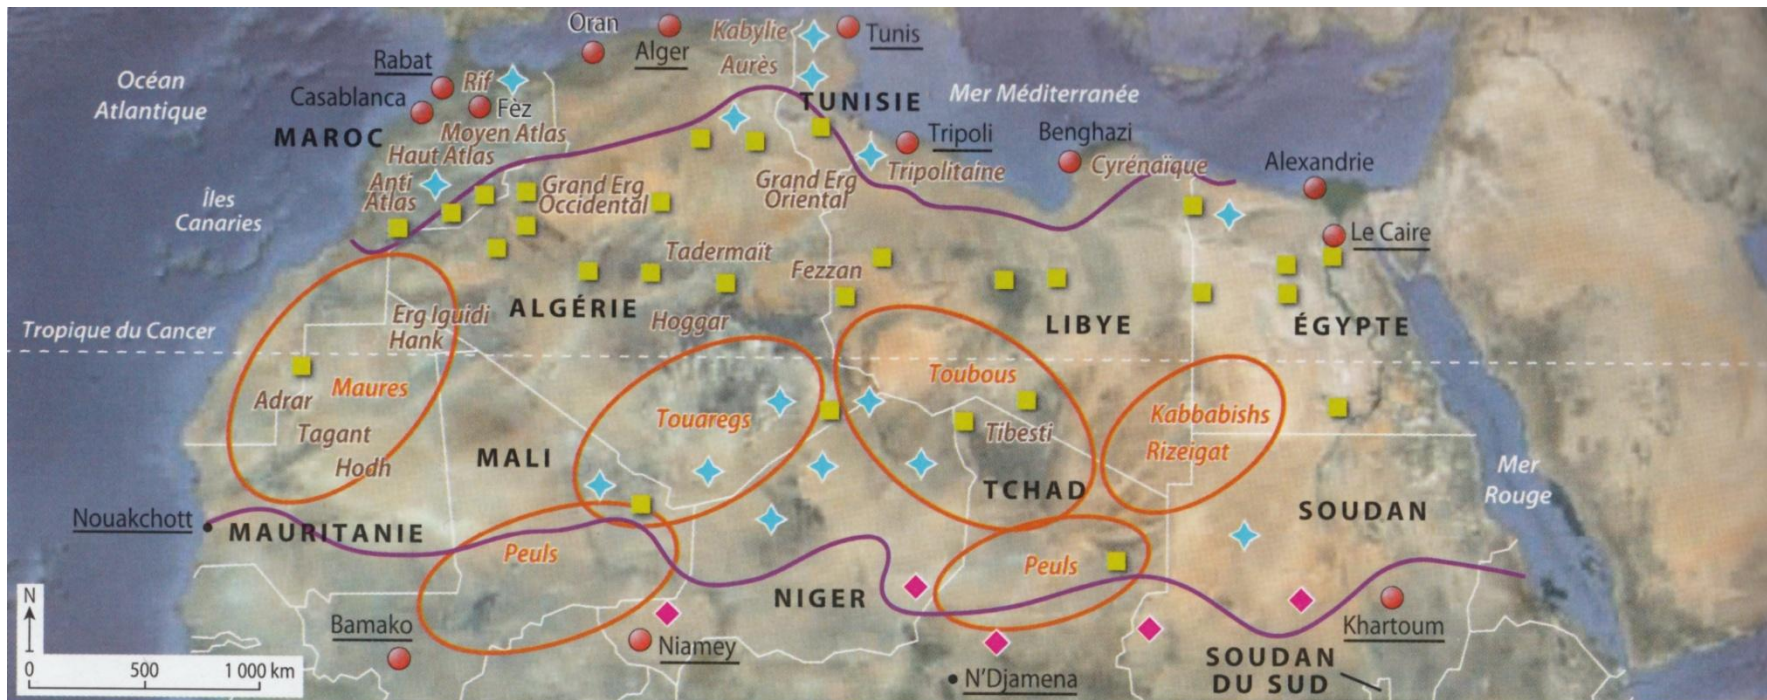 Oran
Alger
Kabylie
Aurès
Tunis
Rabat
Rif
Casablanca
Fèz
Océan
Atlantique
MAROC
Moyen Atlas
Haut Atlas
Anti
Atlas
TUNISIE
Mer Méditerranée
Tripoli
Tripolitaine
Benghazi
Cyrénaïque
Alexandrie
Le Caire
Îles
Canaries
Grand Erg
Occidental
Grand Erg
Oriental
Tadermaït
Fezzan
ALGÉRIE
Hoggar
Erg Iguidi
Hank
LIBYE
ÉGYPTE
Tropique du Cancer
Maures
Adrar
Tagant
Hodh
Touaregs
Toubous
Tibesti
Kabbabishs
Rizeigat
MALI
TCHAD
SOUDAN
Mer
Rouge
Nouakchott
MAURITANIE
Peuls
Peuls
NIGER
Bamako
Niamey
N'Djamena
Khartoum
SOUDAN
DU SUD
N
0 500 1 000 km